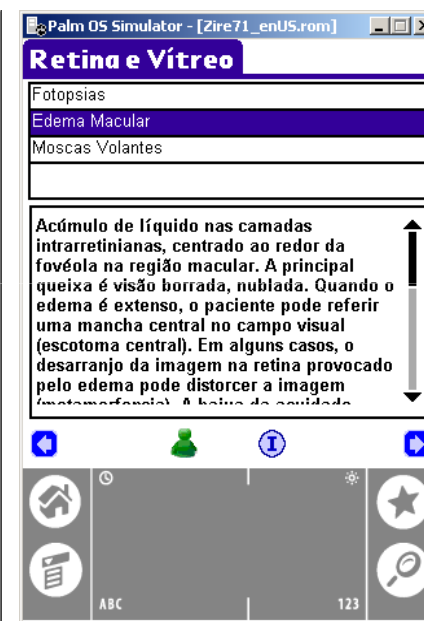 Palm OS Simulator - [Zire71_enUS.rom]
Retina e Vítreo
Fotopsias
Edema Macular
Moscas Volantes
Acúmulo de líquido nas camadas
intrarretinianas, centrado ao redor da
fovéola na região macular. A principal
queixa é visão borrada, nublada. Quando o
edema é extenso, o paciente pode referir
uma mancha central no campo visual
(escotoma central). Em alguns casos, o
desarranjo da imagem na retina provocado
pelo edema pode distorcer a imagem
A baixa da acuidade
I
ABC
123